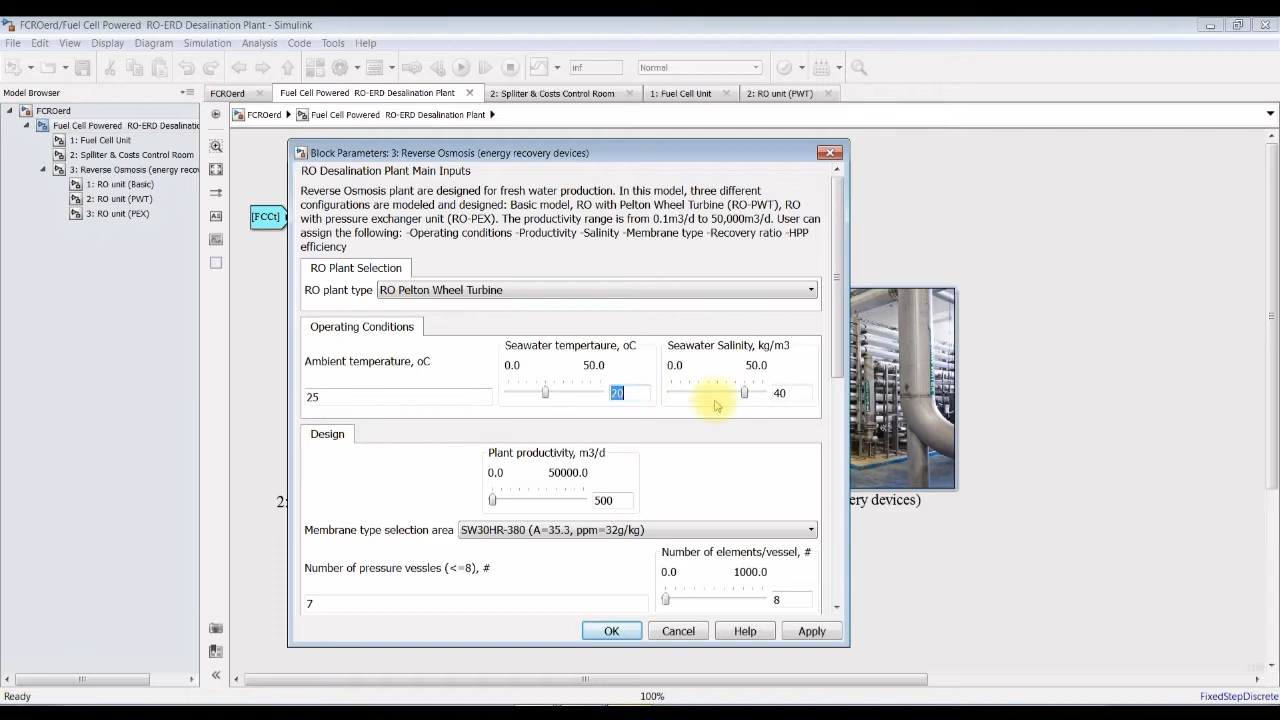 FCROerd/Fuel Cell Powered RO-ERD Desalination Plant - Simulink
File Edit View Display Diagram Simulation Analysis Code Tools Help
inf Normal
Model Browser
FCROerd Fuel Cell Powered RO-ERD Desalination Plant 2: Splliter & Costs Control Room 1: Fuel Cell Unit 2: RO unit (PWT)
FCROerd Fuel Cell Powered RO-ERD Desalination Plant
FCROerd
Fuel Cell Powered RO-ERD Desalinatio
1: Fuel Cell Unit
2: Splliter & Costs Control Room
3: Reverse Osmosis (energy recove
1: RO unit (Basic)
2: RO unit (PWT)
3: RO unit (PEX)
[FCCt]
Block Parameters: 3: Reverse Osmosis (energy recovery devices)
RO Desalination Plant Main Inputs
Reverse Osmosis plant are designed for fresh water production. In this model, three different
configurations are modeled and designed: Basic model, RO with Pelton Wheel Turbine (RO-PWT), RO
with pressure exchanger unit (RO-PEX). The productivity range is from 0.1m3/d to 50,000m3/d. User can
assign the following: -Operating conditions -Productivity -Salinity -Membrane type -Recovery ratio -HPP
efficiency
RO Plant Selection
RO plant type RO Pelton Wheel Turbine
Operating Conditions
Ambient temperature, oC
25
Seawater tempertaure, oC
0.0 50.0
20
Seawater Salinity, kg/m3
0.0 50.0
40
Design
Plant productivity, m3/d
0.0 50000.0
500
Membrane type selection area SW30HR-380 (A=35.3, ppm=32g/kg)
Number of pressure vessles (<=8), #
7
Number of elements/vessel, #
0.0 1000.0
8
OK Cancel Help Apply
2:
ery devices)
Ready 100% FixedStepDiscrete